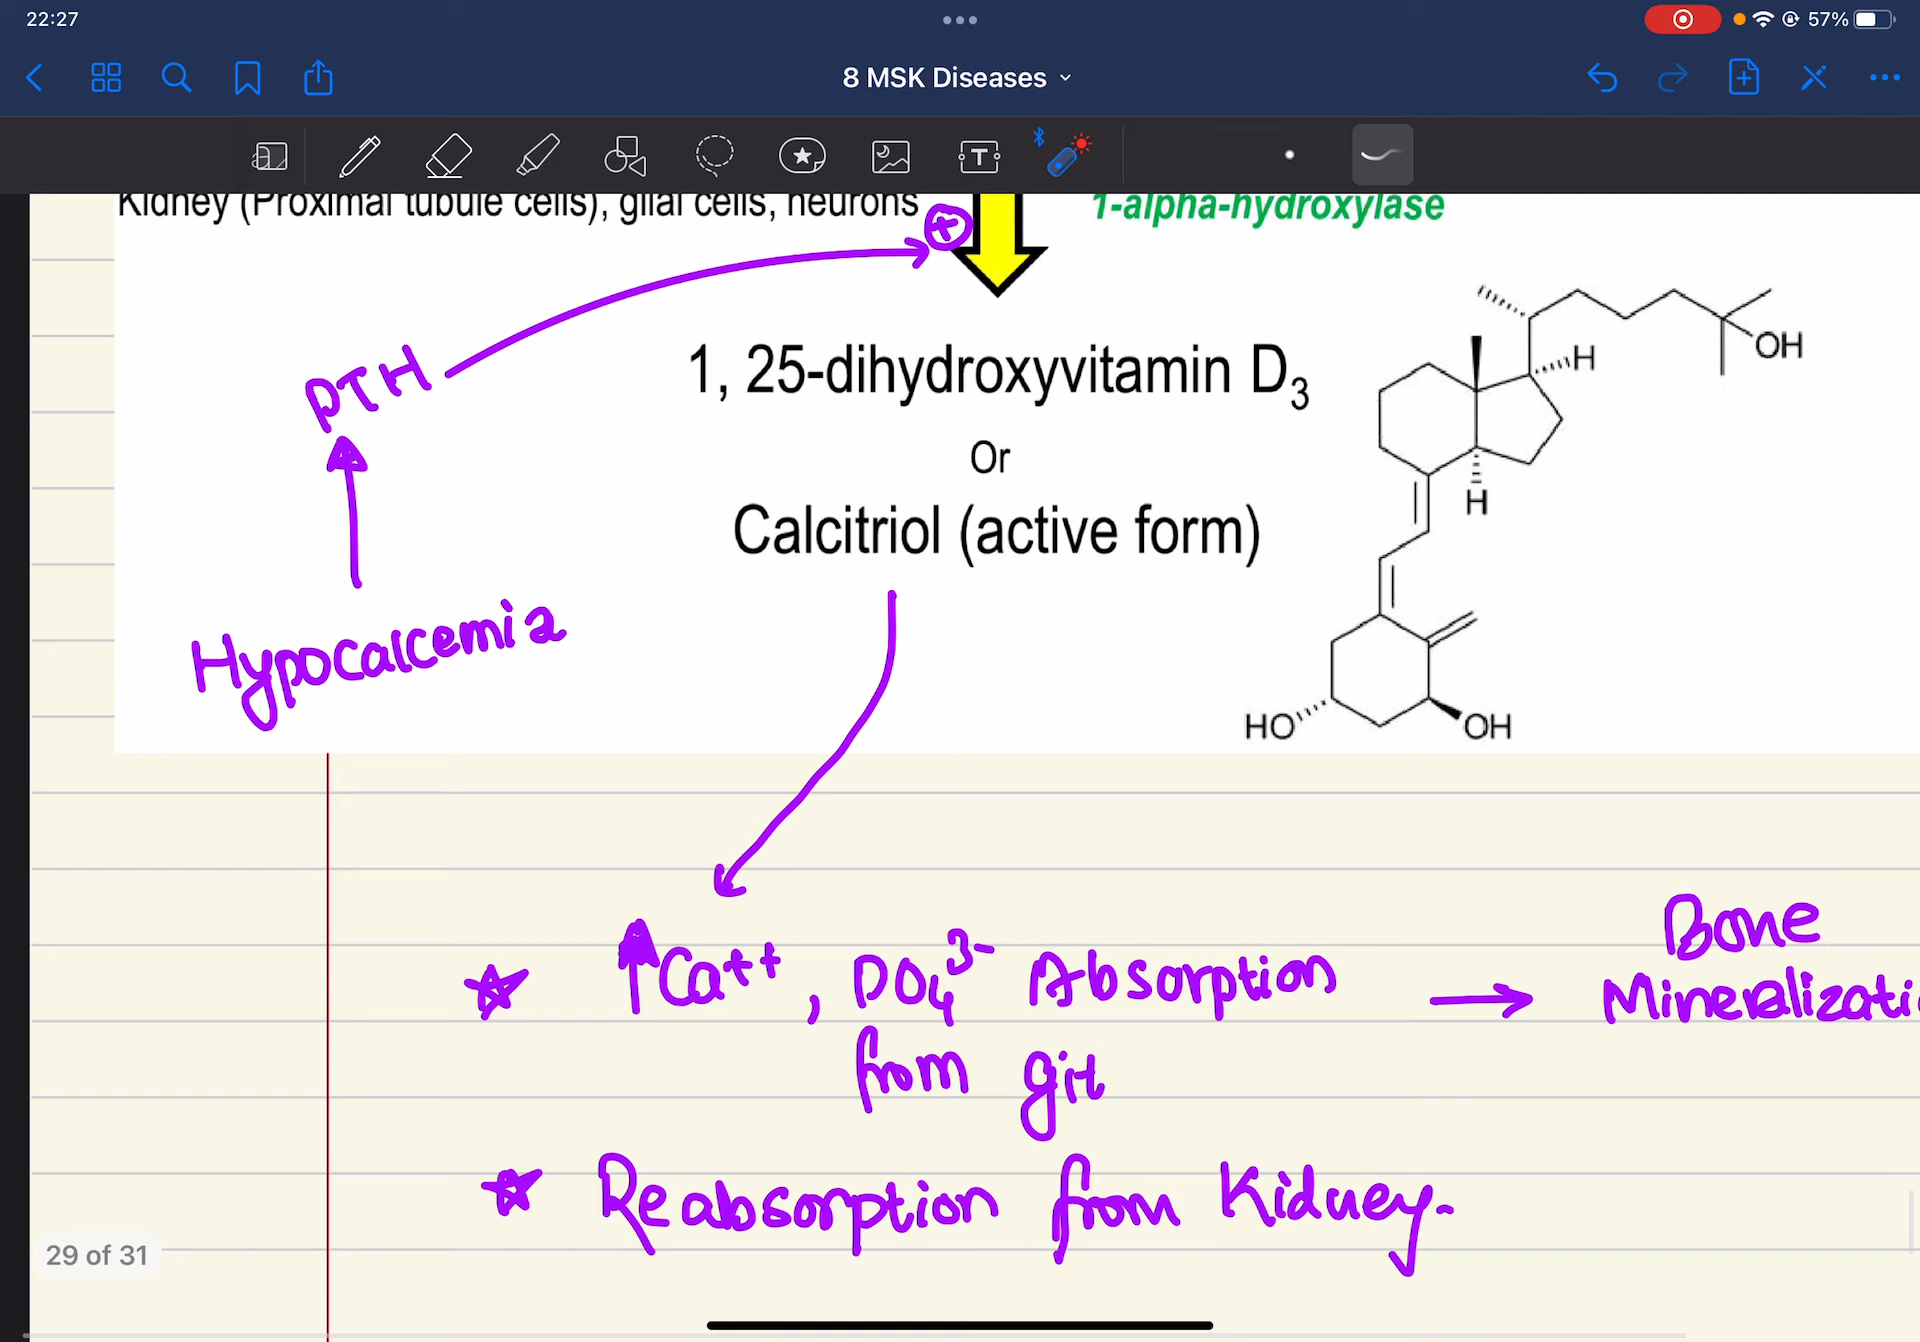 22:27
57%
8 MSK Diseases
Kidney (Proximal tubule cells), glial cells, neurons
1-alpha-hydroxylase
+
PTH
1, 25-dihydroxyvitamin D3
Or
Calcitriol (active form)
OH
H
H
HO
OH
Hypocalcemia
↑Ca++, PO4 3- Absorption from git → Bone Mineralizati
Reabsorption from Kidney.
29 of 31